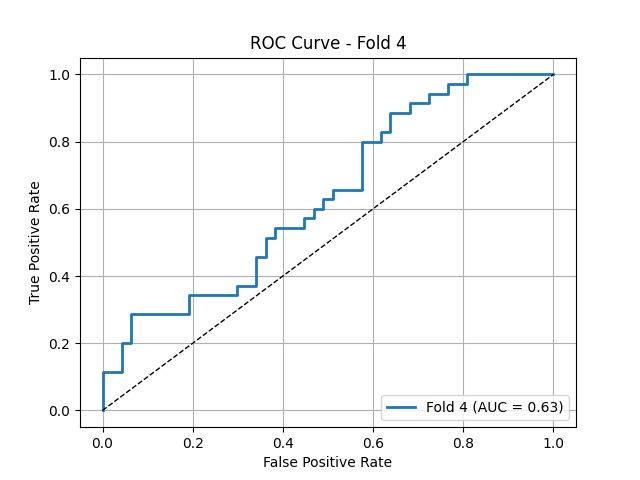 ROC Curve - Fold 4
1.0
0.8
0.6
0.4
0.2
0.0
True Positive Rate
Fold 4 (AUC = 0.63)
0.0 0.2 0.4 0.6 0.8 1.0
False Positive Rate